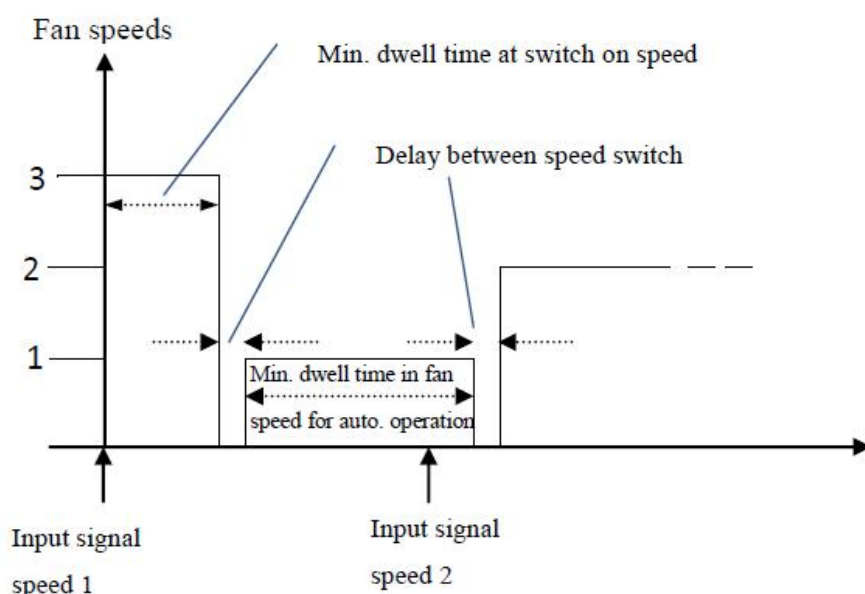 Fan speeds
Min. dwell time at switch on speed
Delay between speed switch
3
2
1
Min. dwell time in fan
speed for auto. operation
Input signal
speed 1
Input signal
speed 2